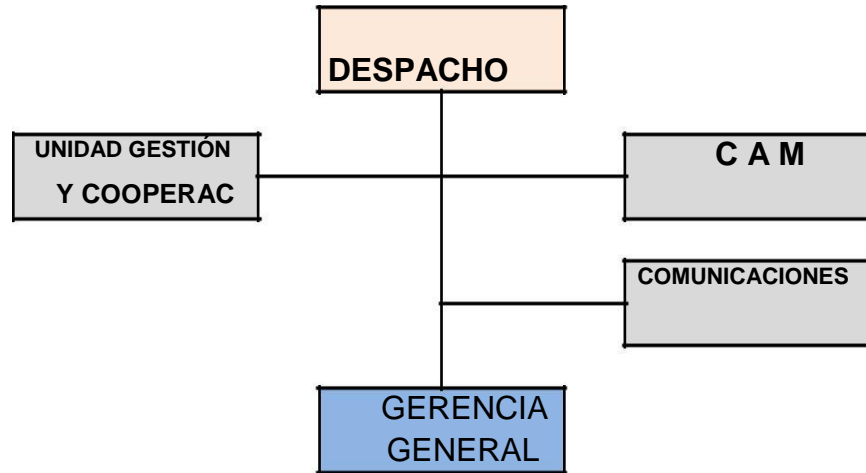 DESPACHO
UNIDAD GESTIÓN
Y COOPERAC
C A M
COMUNICACIONES
GERENCIA
GENERAL